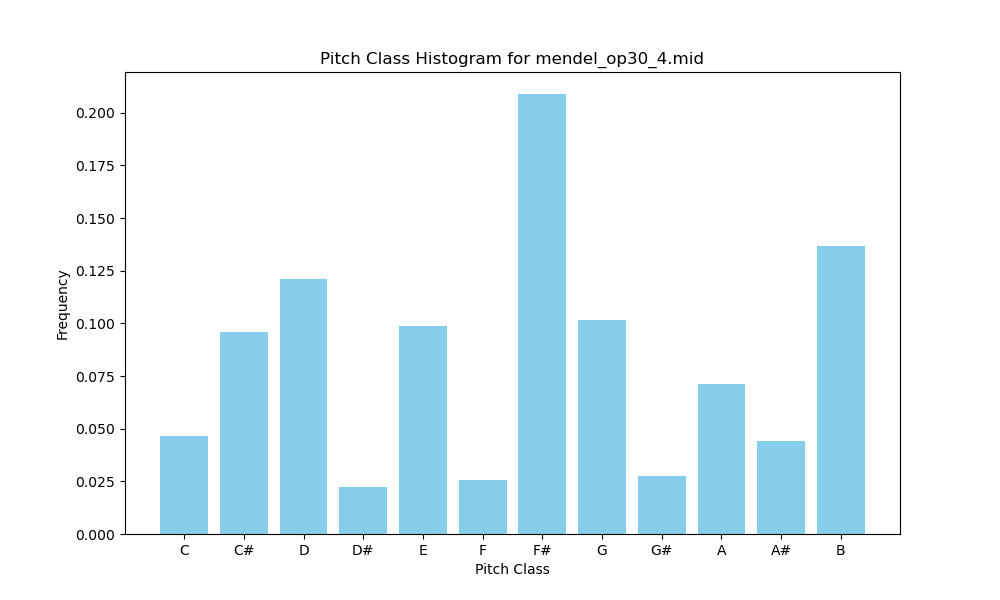 Pitch Class Histogram for mendel_op30_4.mid
Frequency
0.200
0.175
0.150
0.125
0.100
0.075
0.050
0.025
0.000
C C# D D# E F F# G G# A A# B
Pitch Class